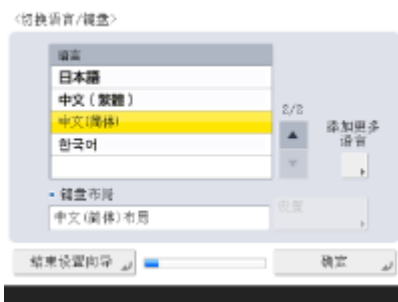 <切换语言/键盘>
语言
日本語
中文（繁體）
中文(简体)
한국어
2/2
添加更多
语言
键盘布局
中文(简体)布局
设置
结束设置向导
确定